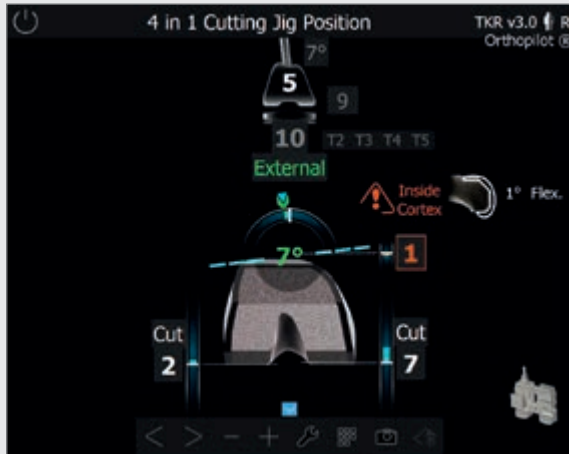 4 in 1 Cutting Jig Position
TKR v3.0 R
Orthopilot ®
7°
5
9
10 T2 T3 T4 T5
External
Inside
Cortex
1° Flex.
7°
1
Cut
2
Cut
7